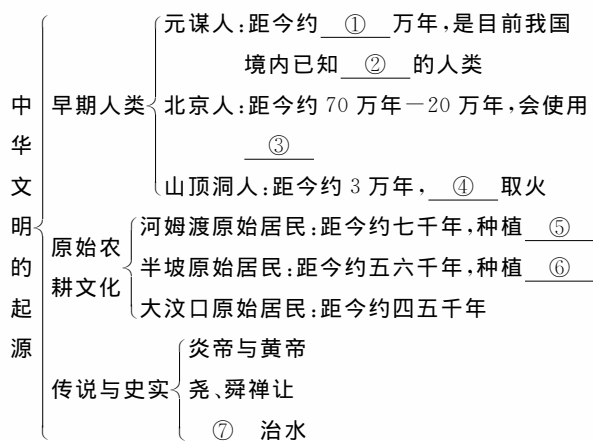 中华文明的起源
早期人类
元谋人:距今约 ① 万年,是目前我国
境内已知 ② 的人类
北京人:距今约 70 万年—20 万年,会使用
③
山顶洞人:距今约 3 万年, ④ 取火
原始农
耕文化
河姆渡原始居民:距今约七千年,种植 ⑤
半坡原始居民:距今约五六千年,种植 ⑥
大汶口原始居民:距今约四五千年
传说与史实
炎帝与黄帝
尧、舜禅让
⑦ 治水